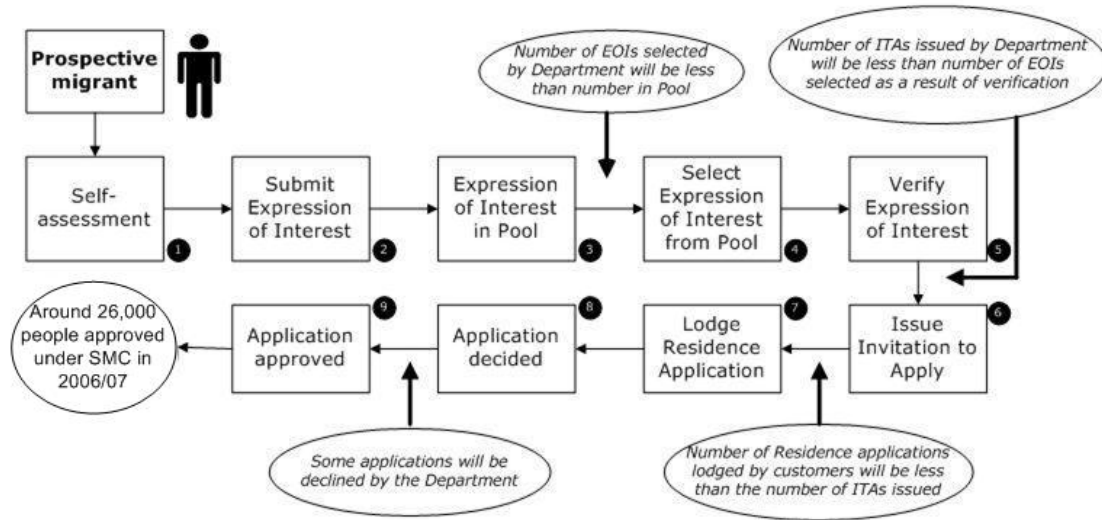 Prospective
migrant
Number of EOIs selected
by Department will be less
than number in Pool
Number of ITAs issued by Department
will be less than number of EOIs
selected as a result of verification
Self-
assessment
1
Submit
Expression
of Interest
2
Expression
of Interest
in Pool
3
Select
Expression
of Interest
from Pool
4
Verify
Expression
of Interest
5
Issue
Invitation to
Apply
6
Lodge
Residence
Application
7
Application
decided
8
Application
approved
9
Around 26,000
people approved
under SMC in
2006/07
Some applications will be
declined by the Department
Number of Residence applications
lodged by customers will be less
than the number of ITAs issued